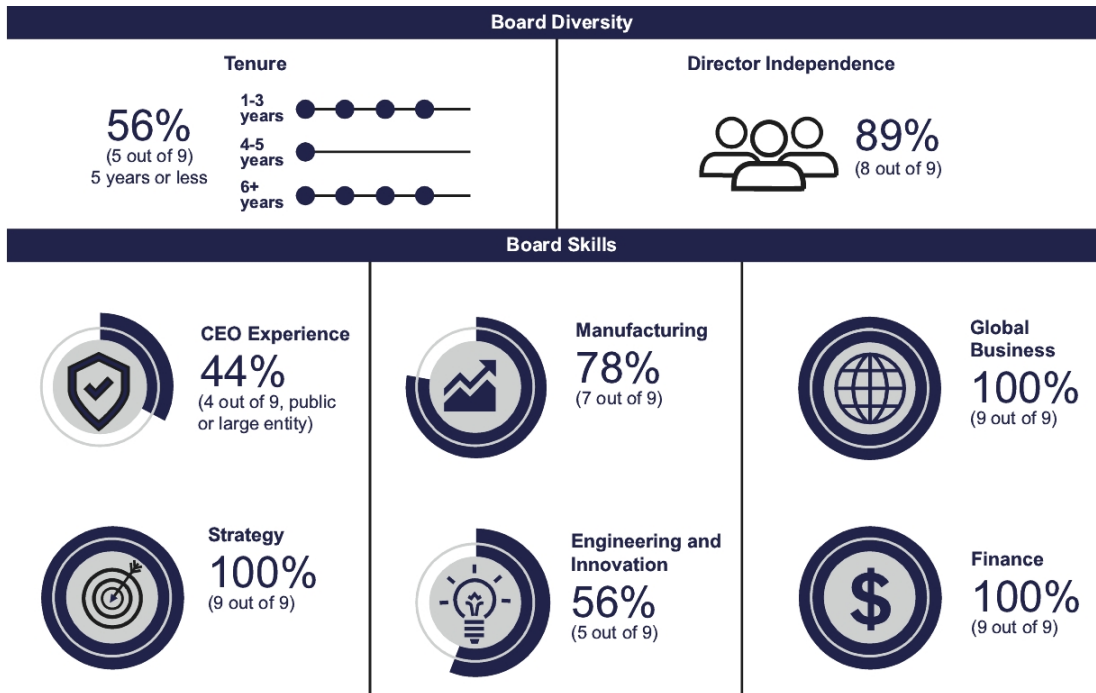 Board Diversity
Tenure
56%
(5 out of 9)
5 years or less
1-3
years
4-5
years
6+
years
Director Independence
89%
(8 out of 9)
Board Skills
CEO Experience
44%
(4 out of 9, public
or large entity)
Manufacturing
78%
(7 out of 9)
Global
Business
100%
(9 out of 9)
Strategy
100%
(9 out of 9)
Engineering and
Innovation
56%
(5 out of 9)
$
Finance
100%
(9 out of 9)